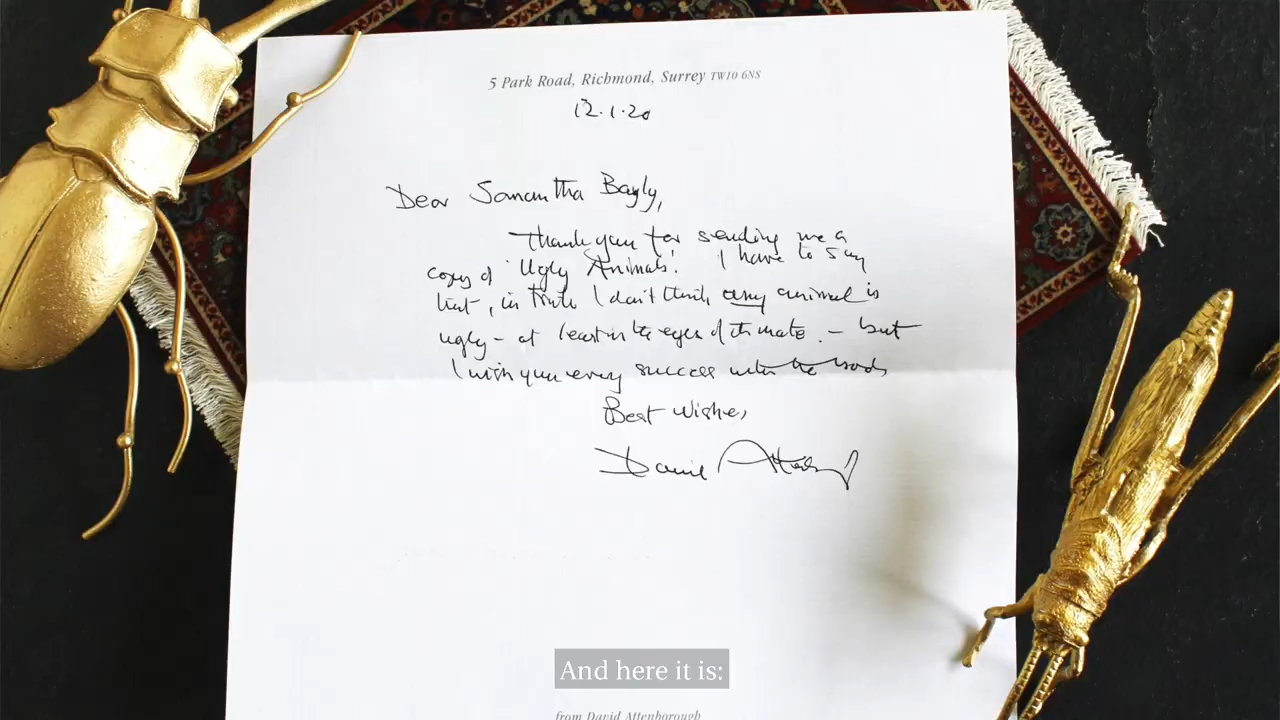 5 Park Road, Richmond, Surrey TW10 6NS
12.1.20
Dear Samantha Bagly,
Thank you for sending me a
copy of 'Ugly Animals'. I have to say
that, in truth I don't think any animal is
ugly - at least in the eyes of its mate. - but
I wish you every success with the book
Best wishes,
David Attenborough
And here it is:
from David Attenborough